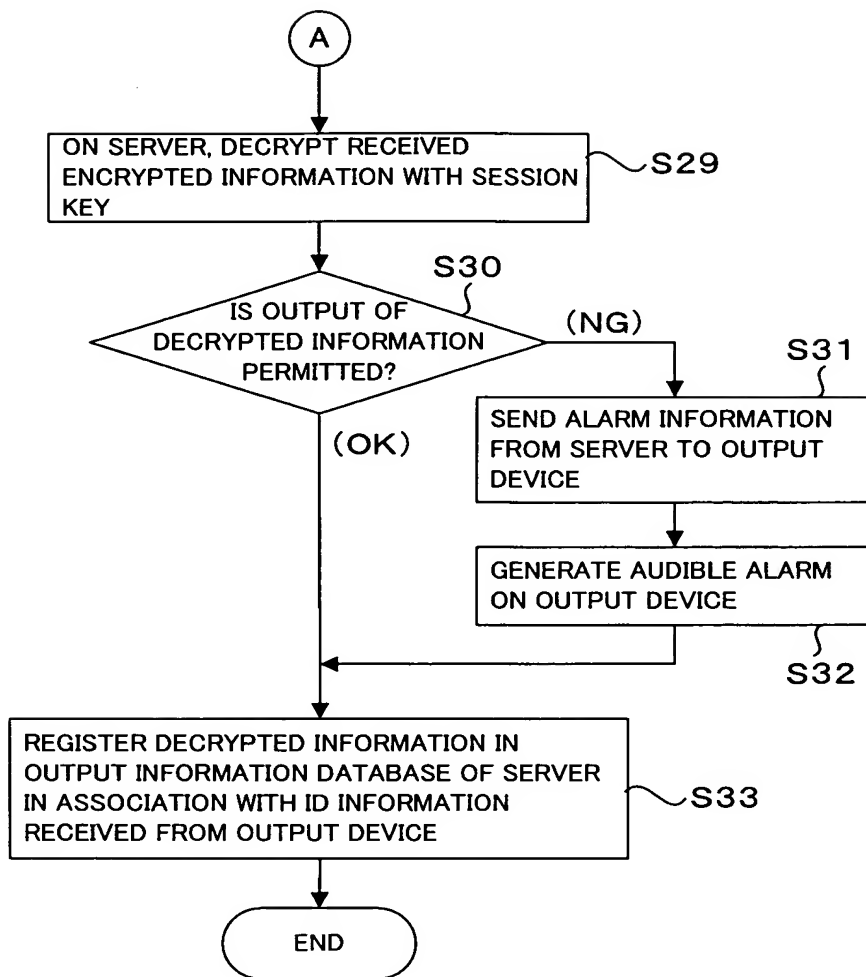 A
ON SERVER, DECRYPT RECEIVED
ENCRYPTED INFORMATION WITH SESSION
KEY
S29
S30
IS OUTPUT OF
DECRYPTED INFORMATION
PERMITTED?
(NG)
(OK)
S31
SEND ALARM INFORMATION
FROM SERVER TO OUTPUT
DEVICE
GENERATE AUDIBLE ALARM
ON OUTPUT DEVICE
S32
REGISTER DECRYPTED INFORMATION IN
OUTPUT INFORMATION DATABASE OF SERVER
IN ASSOCIATION WITH ID INFORMATION
RECEIVED FROM OUTPUT DEVICE
S33
END